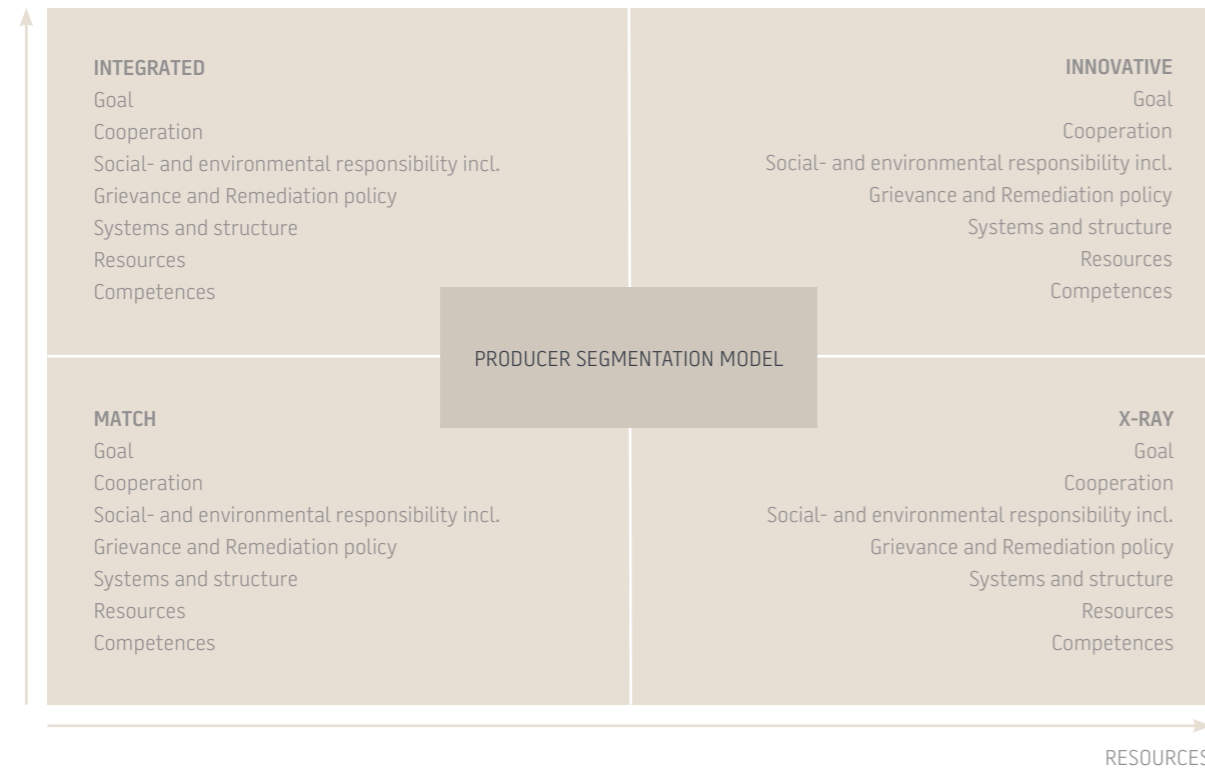 INTEGRATED
Goal
Cooperation
Social- and environmental responsibility incl.
Grievance and Remediation policy
Systems and structure
Resources
Competences
INNOVATIVE
Goal
Cooperation
Social- and environmental responsibility incl.
Grievance and Remediation policy
Systems and structure
Resources
Competences
PRODUCER SEGMENTATION MODEL
MATCH
Goal
Cooperation
Social- and environmental responsibility incl.
Grievance and Remediation policy
Systems and structure
Resources
Competences
X-RAY
Goal
Cooperation
Social- and environmental responsibility incl.
Grievance and Remediation policy
Systems and structure
Resources
Competences
RESOURCES